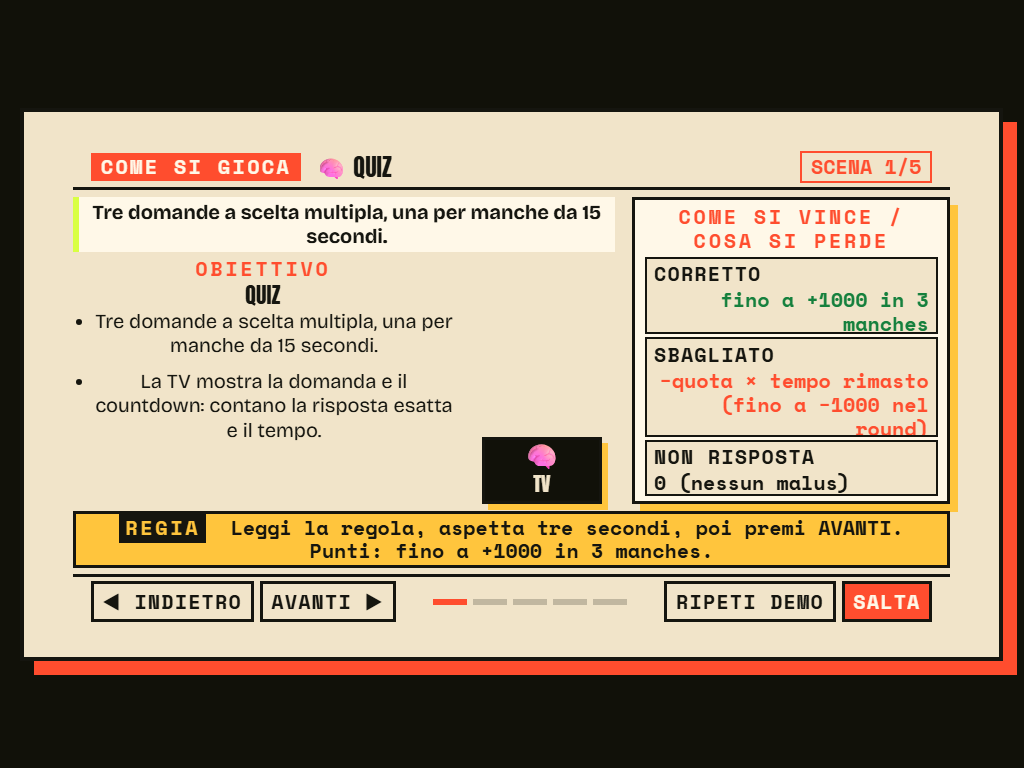 COME SI GIOCA
QUIZ
SCENA 1/5
Tre domande a scelta multipla, una per manche da 15
secondi.
OBIETTIVO
QUIZ
• Tre domande a scelta multipla, una per
manche da 15 secondi.
• La TV mostra la domanda e il
countdown: contano la risposta esatta
e il tempo.
TV
COME SI VINCE /
COSA SI PERDE
CORRETTO
fino a +1000 in 3
manches
SBAGLIATO
-quota × tempo rimasto
(fino a -1000 nel
round)
NON RISPOSTA
0 (nessun malus)
REGIA Leggi la regola, aspetta tre secondi, poi premi AVANTI.
Punti: fino a +1000 in 3 manches.
◀ INDIETRO
AVANTI ▶
RIPETI DEMO
SALTA